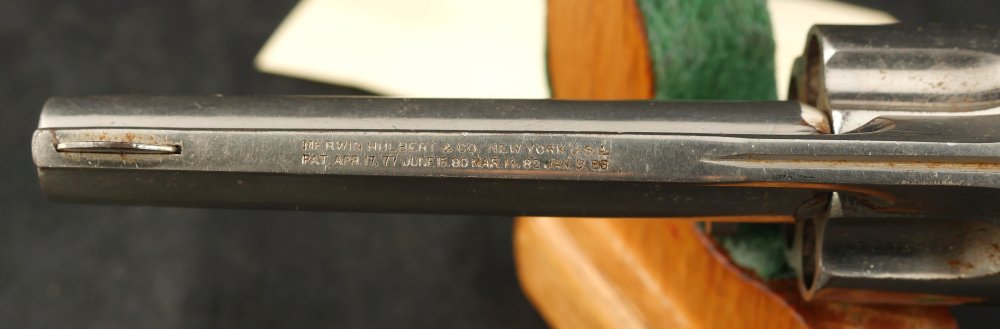 MERWIN HULBERT & CO. NEW YORK U.S.A.
PAT. APR. 17. 77 JUNE 15. 80 MAR. 14. 82. JAN. 9. 86